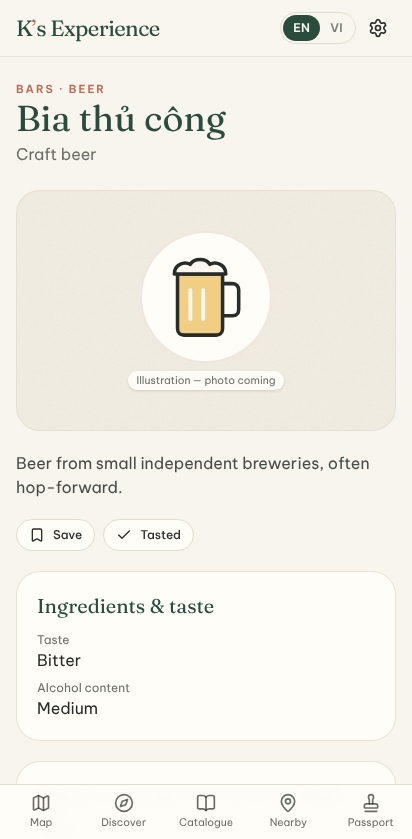 K's Experience
EN VI
BARS · BEER
Bia thủ công
Craft beer
Illustration — photo coming
Beer from small independent breweries, often
hop-forward.
Save Tasted
Ingredients & taste
Taste
Bitter
Alcohol content
Medium
Map Discover Catalogue Nearby Passport